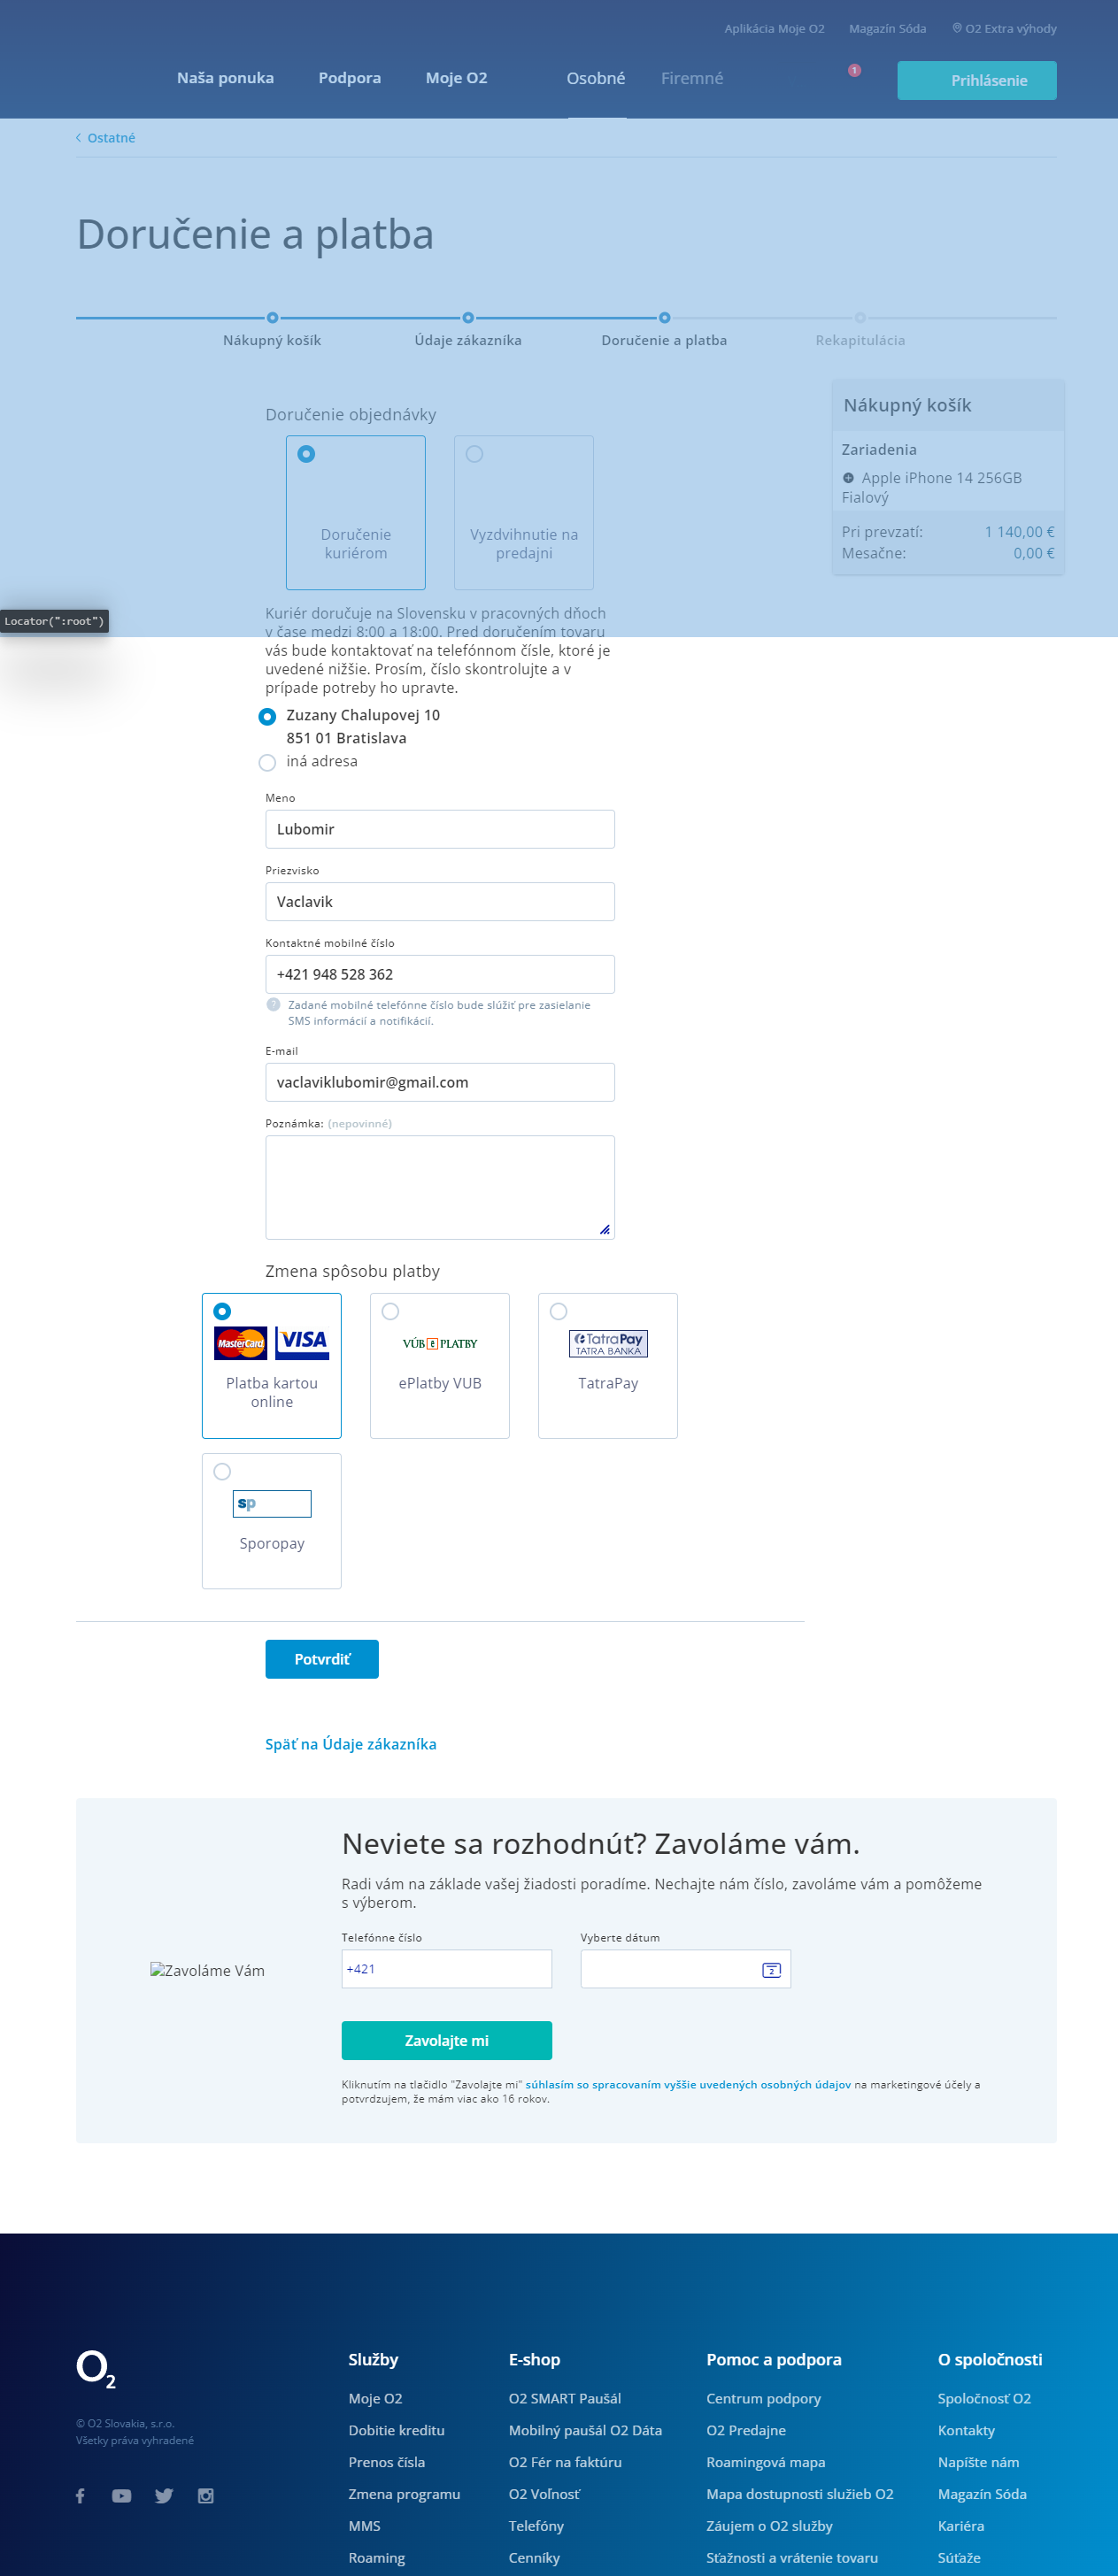 Aplikácia Moje O2 Magazín Sóda O2 Extra výhody
Naša ponuka Podpora Moje O2 Osobné Firemné 1 Prihlásenie
Ostatné
Doručenie a platba
Nákupný košík Údaje zákazníka Doručenie a platba Rekapitulácia
Doručenie objednávky
Doručenie
kuriérom
Vyzdvihnutie na
predajni
Nákupný košík
Zariadenia
Apple iPhone 14 256GB
Fialový
Pri prevzatí: 1 140,00 €
Mesačne: 0,00 €
Locator(":root")
Kuriér doručuje na Slovensku v pracovných dňoch
v čase medzi 8:00 a 18:00. Pred doručením tovaru
vás bude kontaktovať na telefónnom čísle, ktoré je
uvedené nižšie. Prosím, číslo skontrolujte a v
prípade potreby ho upravte.
Zuzany Chalupovej 10
851 01 Bratislava
iná adresa
Meno
Lubomir
Priezvisko
Vaclavik
Kontaktné mobilné číslo
+421 948 528 362
? Zadané mobilné telefónne číslo bude slúžiť pre zasielanie
SMS informácií a notifikácií.
E-mail
vaclaviklubomir@gmail.com
Poznámka: (nepovinné)
Zmena spôsobu platby
MasterCard VISA
Platba kartou
online
VÚB e PLATBY
ePlatby VUB
TatraPay
TATRA BANKA
TatraPay
sp
Sporopay
Potvrdiť
Späť na Údaje zákazníka
Neviete sa rozhodnúť? Zavoláme vám.
Radi vám na základe vašej žiadosti poradíme. Nechajte nám číslo, zavoláme vám a pomôžeme
s výberom.
Zavoláme Vám
Telefónne číslo Vyberte dátum
+421 2
Zavolajte mi
Kliknutím na tlačidlo "Zavolajte mi" súhlasím so spracovaním vyššie uvedených osobných údajov na marketingové účely a
potvrdzujem, že mám viac ako 16 rokov.
O2
© O2 Slovakia, s.r.o.
Všetky práva vyhradené
Služby
Moje O2
Dobitie kreditu
Prenos čísla
Zmena programu
MMS
Roaming
E-shop
O2 SMART Paušál
Mobilný paušál O2 Dáta
O2 Fér na faktúru
O2 Voľnosť
Telefóny
Cenníky
Pomoc a podpora
Centrum podpory
O2 Predajne
Roamingová mapa
Mapa dostupnosti služieb O2
Záujem o O2 služby
Sťažnosti a vrátenie tovaru
O spoločnosti
Spoločnosť O2
Kontakty
Napíšte nám
Magazín Sóda
Kariéra
Súťaže